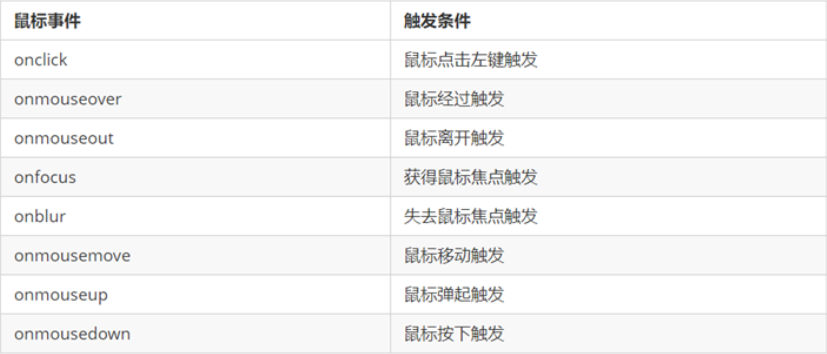 鼠标事件 触发条件
onclick 鼠标点击左键触发
onmouseover 鼠标经过触发
onmouseout 鼠标离开触发
onfocus 获得鼠标焦点触发
onblur 失去鼠标焦点触发
onmousemove 鼠标移动触发
onmouseup 鼠标弹起触发
onmousedown 鼠标按下触发